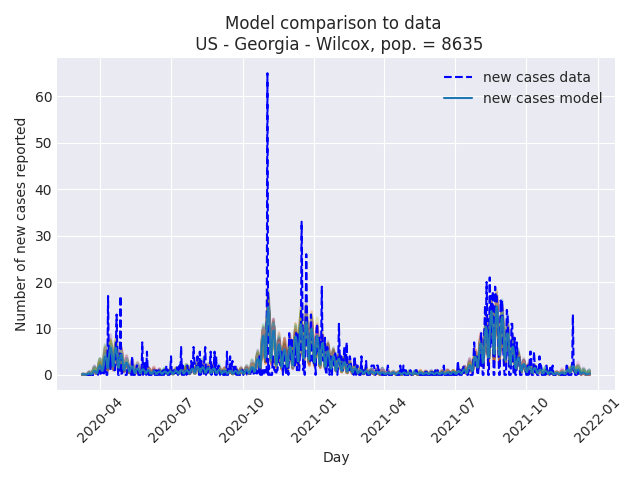 Model comparison to data
US - Georgia - Wilcox, pop. = 8635
new cases data
new cases model
Number of new cases reported
60
50
40
30
20
10
0
2020-04
2020-07
2020-10
2021-01
2021-04
2021-07
2021-10
2022-01
Day